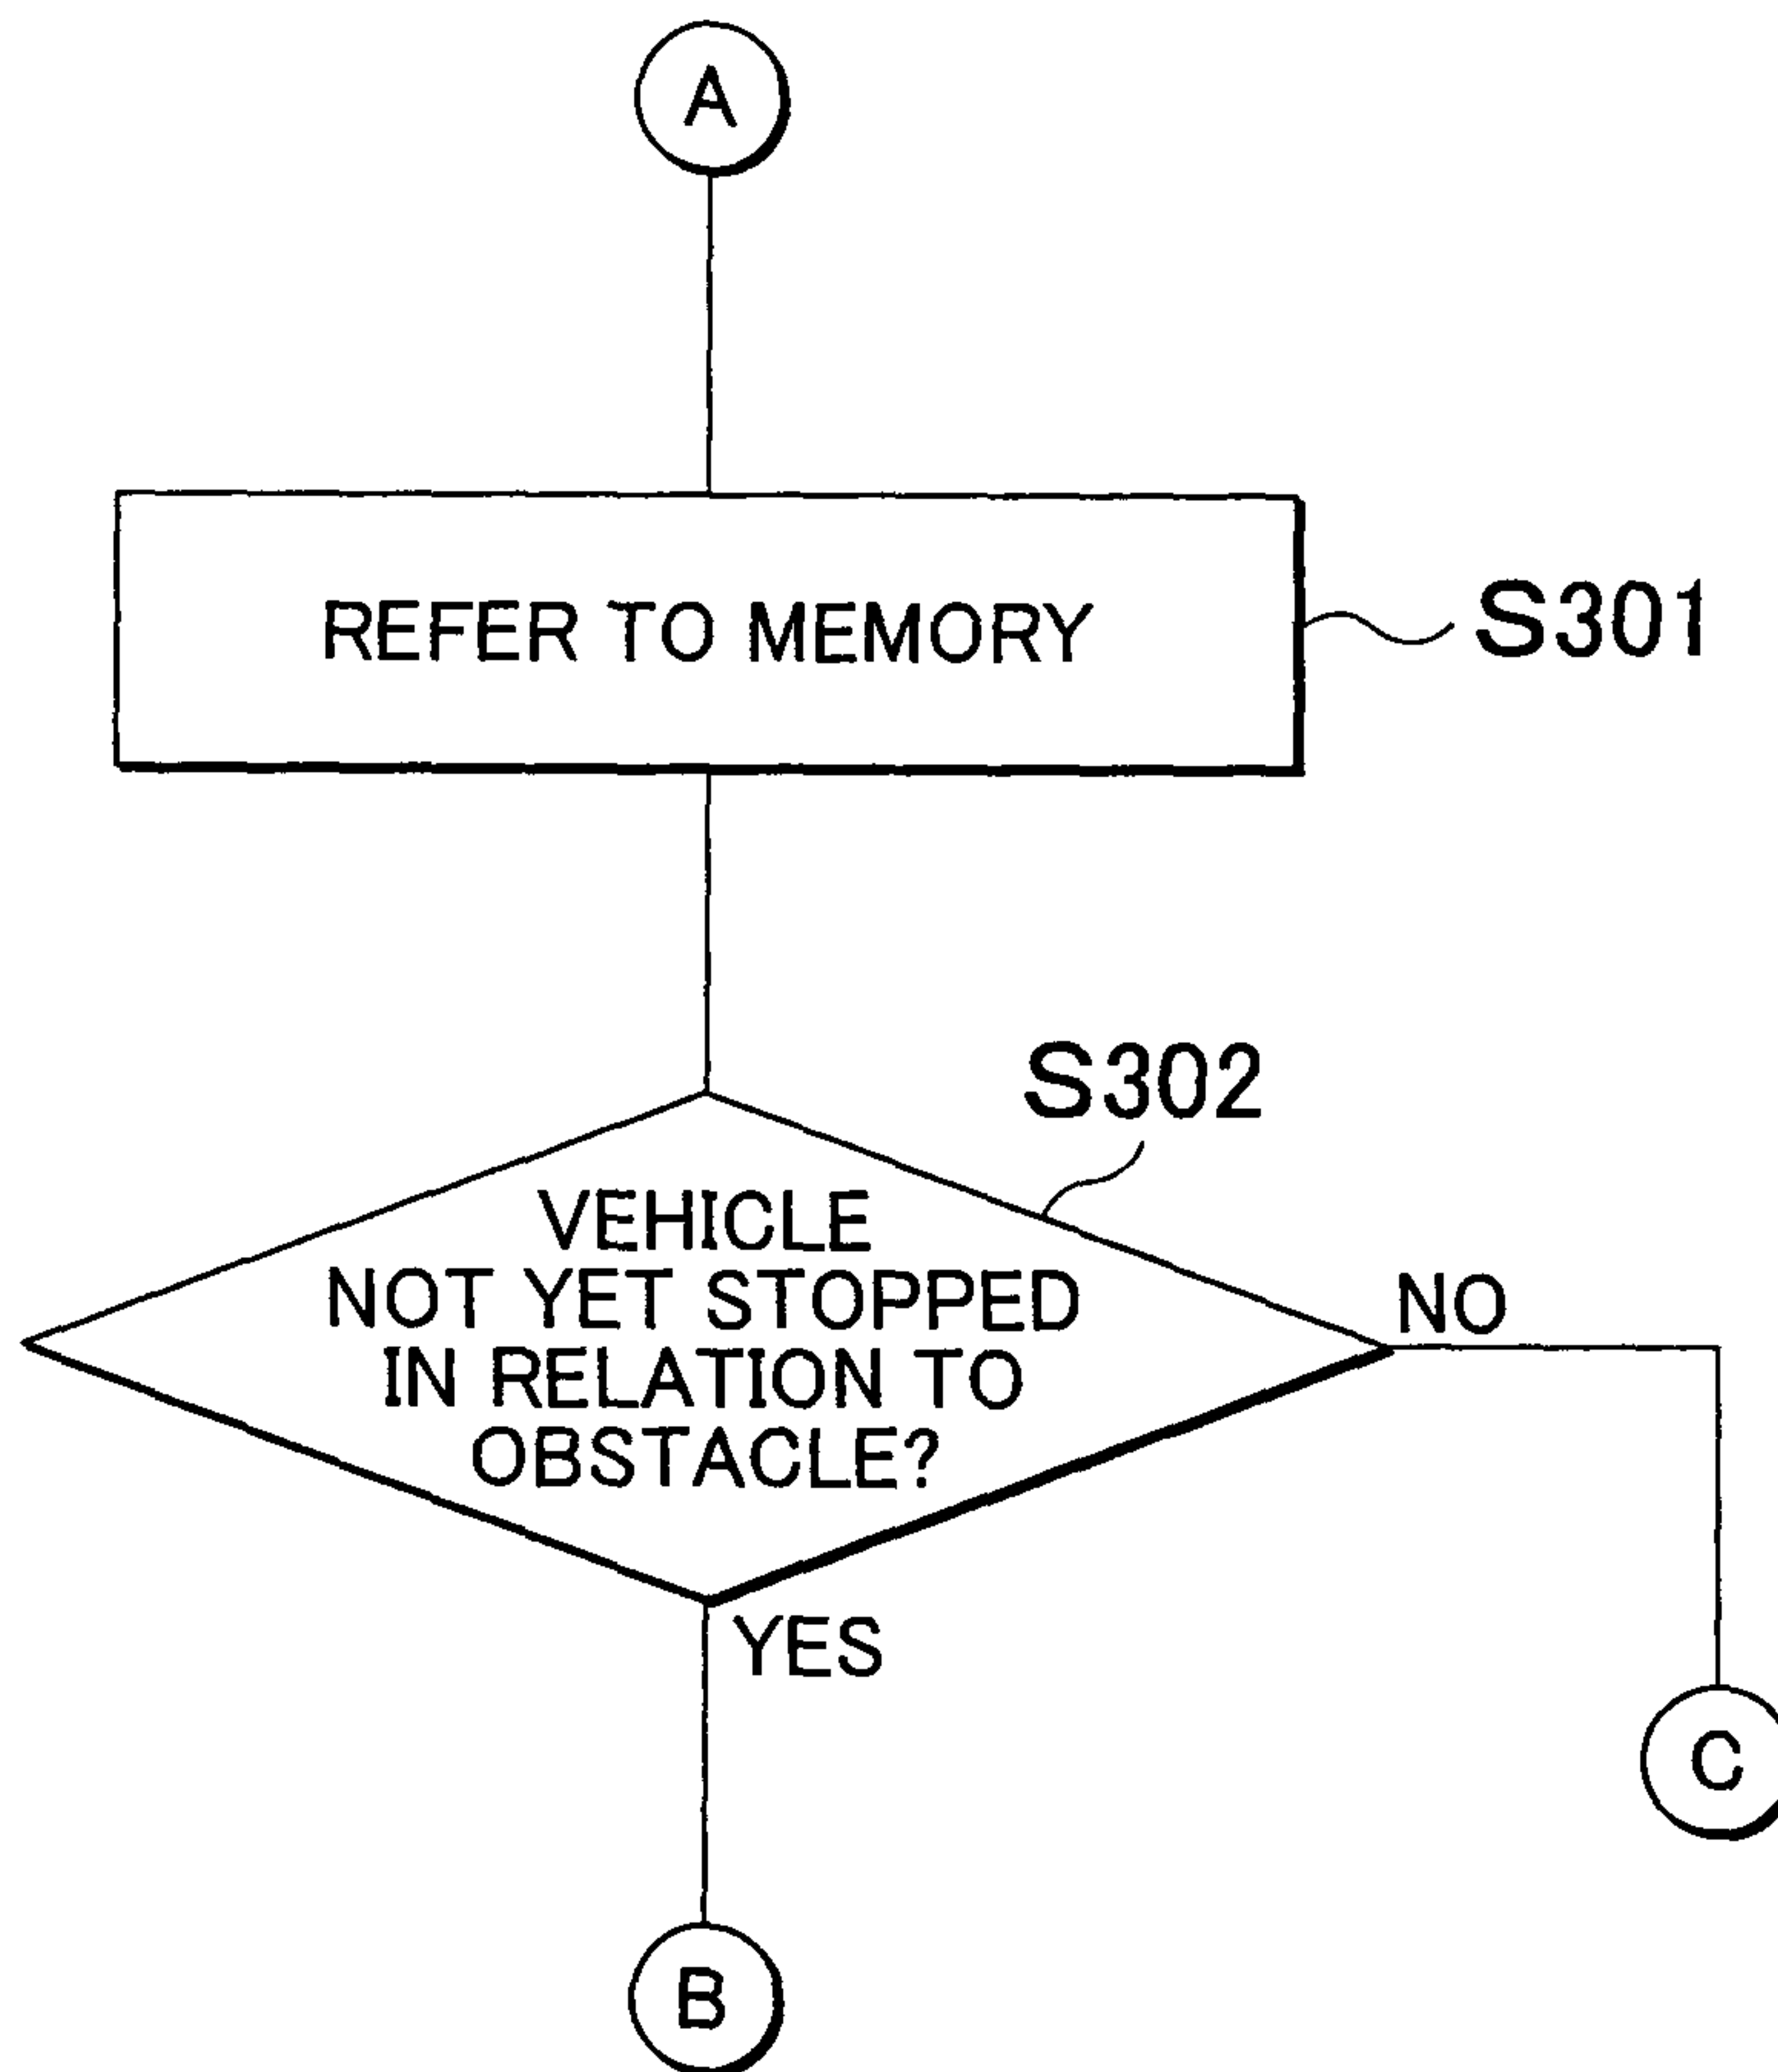 A
REFER TO MEMORY
S301
S302
VEHICLE
NOT YET STOPPED
IN RELATION TO
OBSTACLE?
NO
YES
C
B